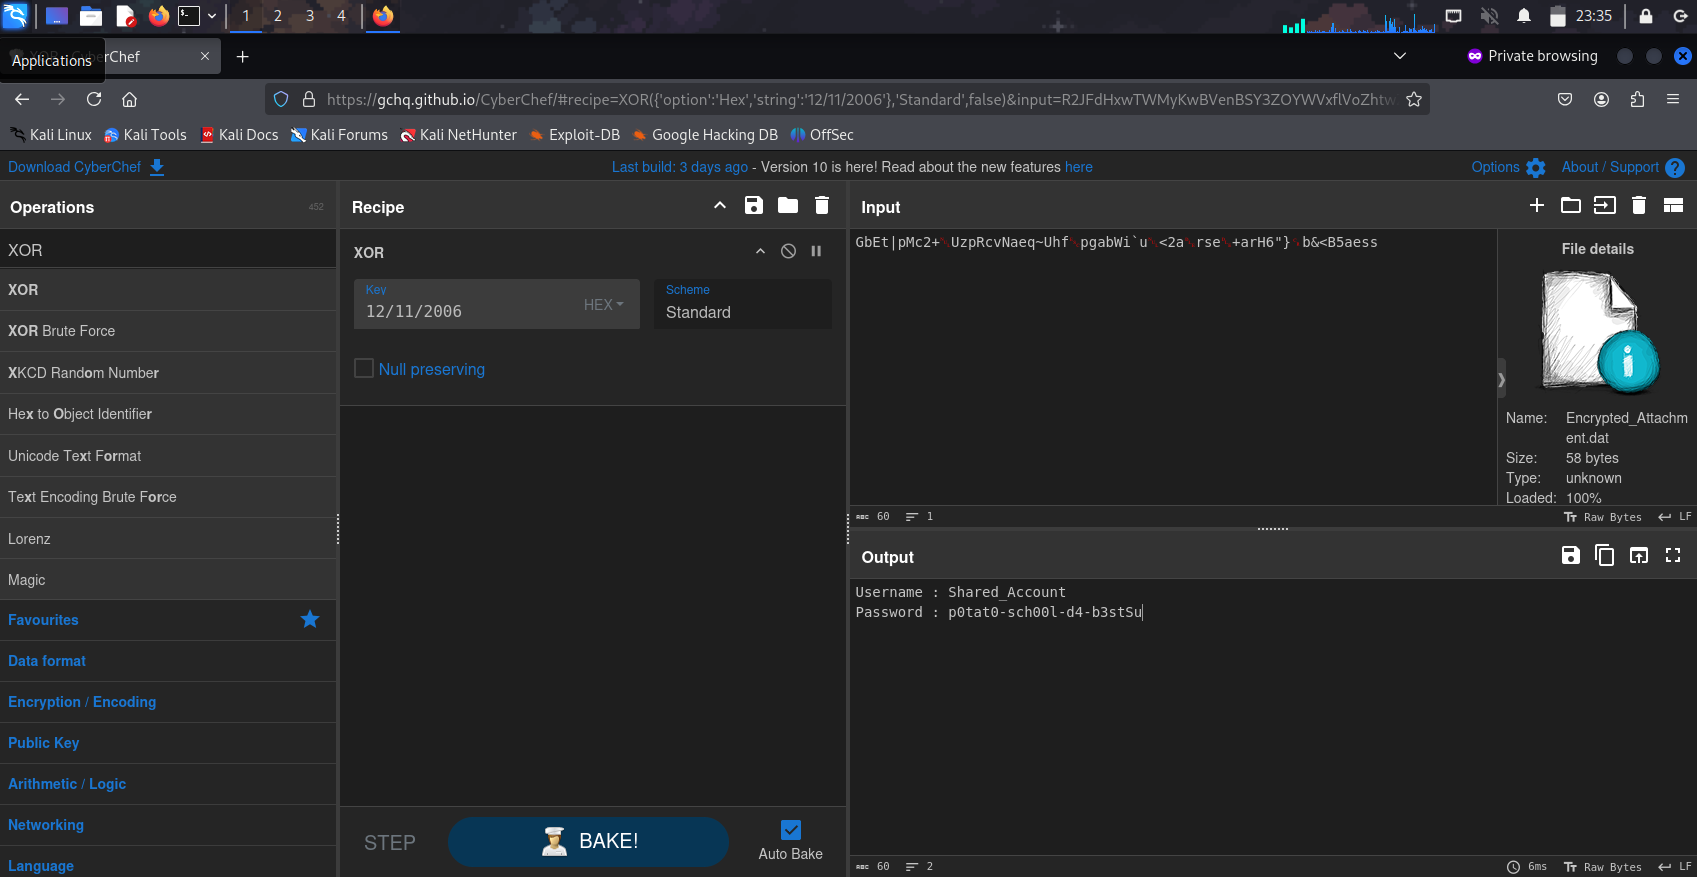 1 2 3 4
23:35
Applications
XOR - CyberChef
Private browsing
https://gchq.github.io/CyberChef/#recipe=XOR({'option':'Hex','string':'12/11/2006'},'Standard',false)&input=R2JFdHxwTWMyKwBVenBSY3ZOYWVxflVoZhtw
Kali Linux Kali Tools Kali Docs Kali Forums Kali NetHunter Exploit-DB Google Hacking DB OffSec
Download CyberChef
Last build: 3 days ago - Version 10 is here! Read about the new features here
Options About / Support
Operations 452
XOR
XOR
XOR Brute Force
XKCD Random Number
Hex to Object Identifier
Unicode Text Format
Text Encoding Brute Force
Lorenz
Magic
Favourites
Data format
Encryption / Encoding
Public Key
Arithmetic / Logic
Networking
Language
Recipe
XOR
Key
12/11/2006
HEX
Scheme
Standard
Null preserving
STEP
BAKE!
Auto Bake
Input
GbEt|pMc2+ UzpRcvNaeq~Uhf pgabWi`u <2a rse +arH6"} b&<B5aess
File details
Name: Encrypted_Attachm
ent.dat
Size: 58 bytes
Type: unknown
Loaded: 100%
ABC 60 1
Raw Bytes LF
Output
Username : Shared_Account
Password : p0tat0-sch00l-d4-b3stSu
ABC 60 2
6ms Raw Bytes LF